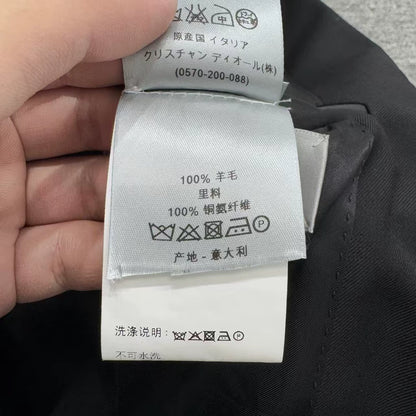 原産国 イタリア
クリスチャン ディオール(株)
(0570-200-088)
100% 羊毛
里料
100% 铜氨纤维
产地 - 意大利
洗涤说明：
不可水洗